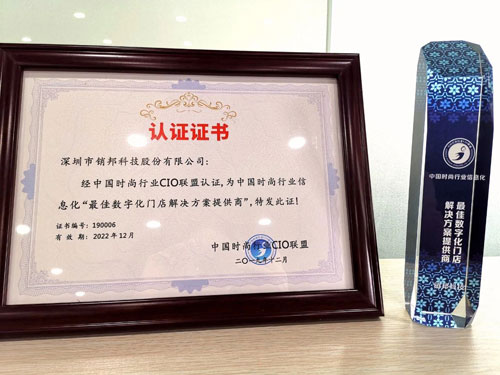 认证证书
深圳市销邦科技股份有限公司:
经中国时尚行业CIO联盟认证,为中国时尚行业信
息化“最佳数字化门店解决方案提供商”,特发此证!
证书编号:190006
有 效 期:2022年12月
中国时尚行业CIO联盟
二〇一九年十二月
中国时尚行业信息化
最佳数字化门店
解决方案提供商
销邦科技